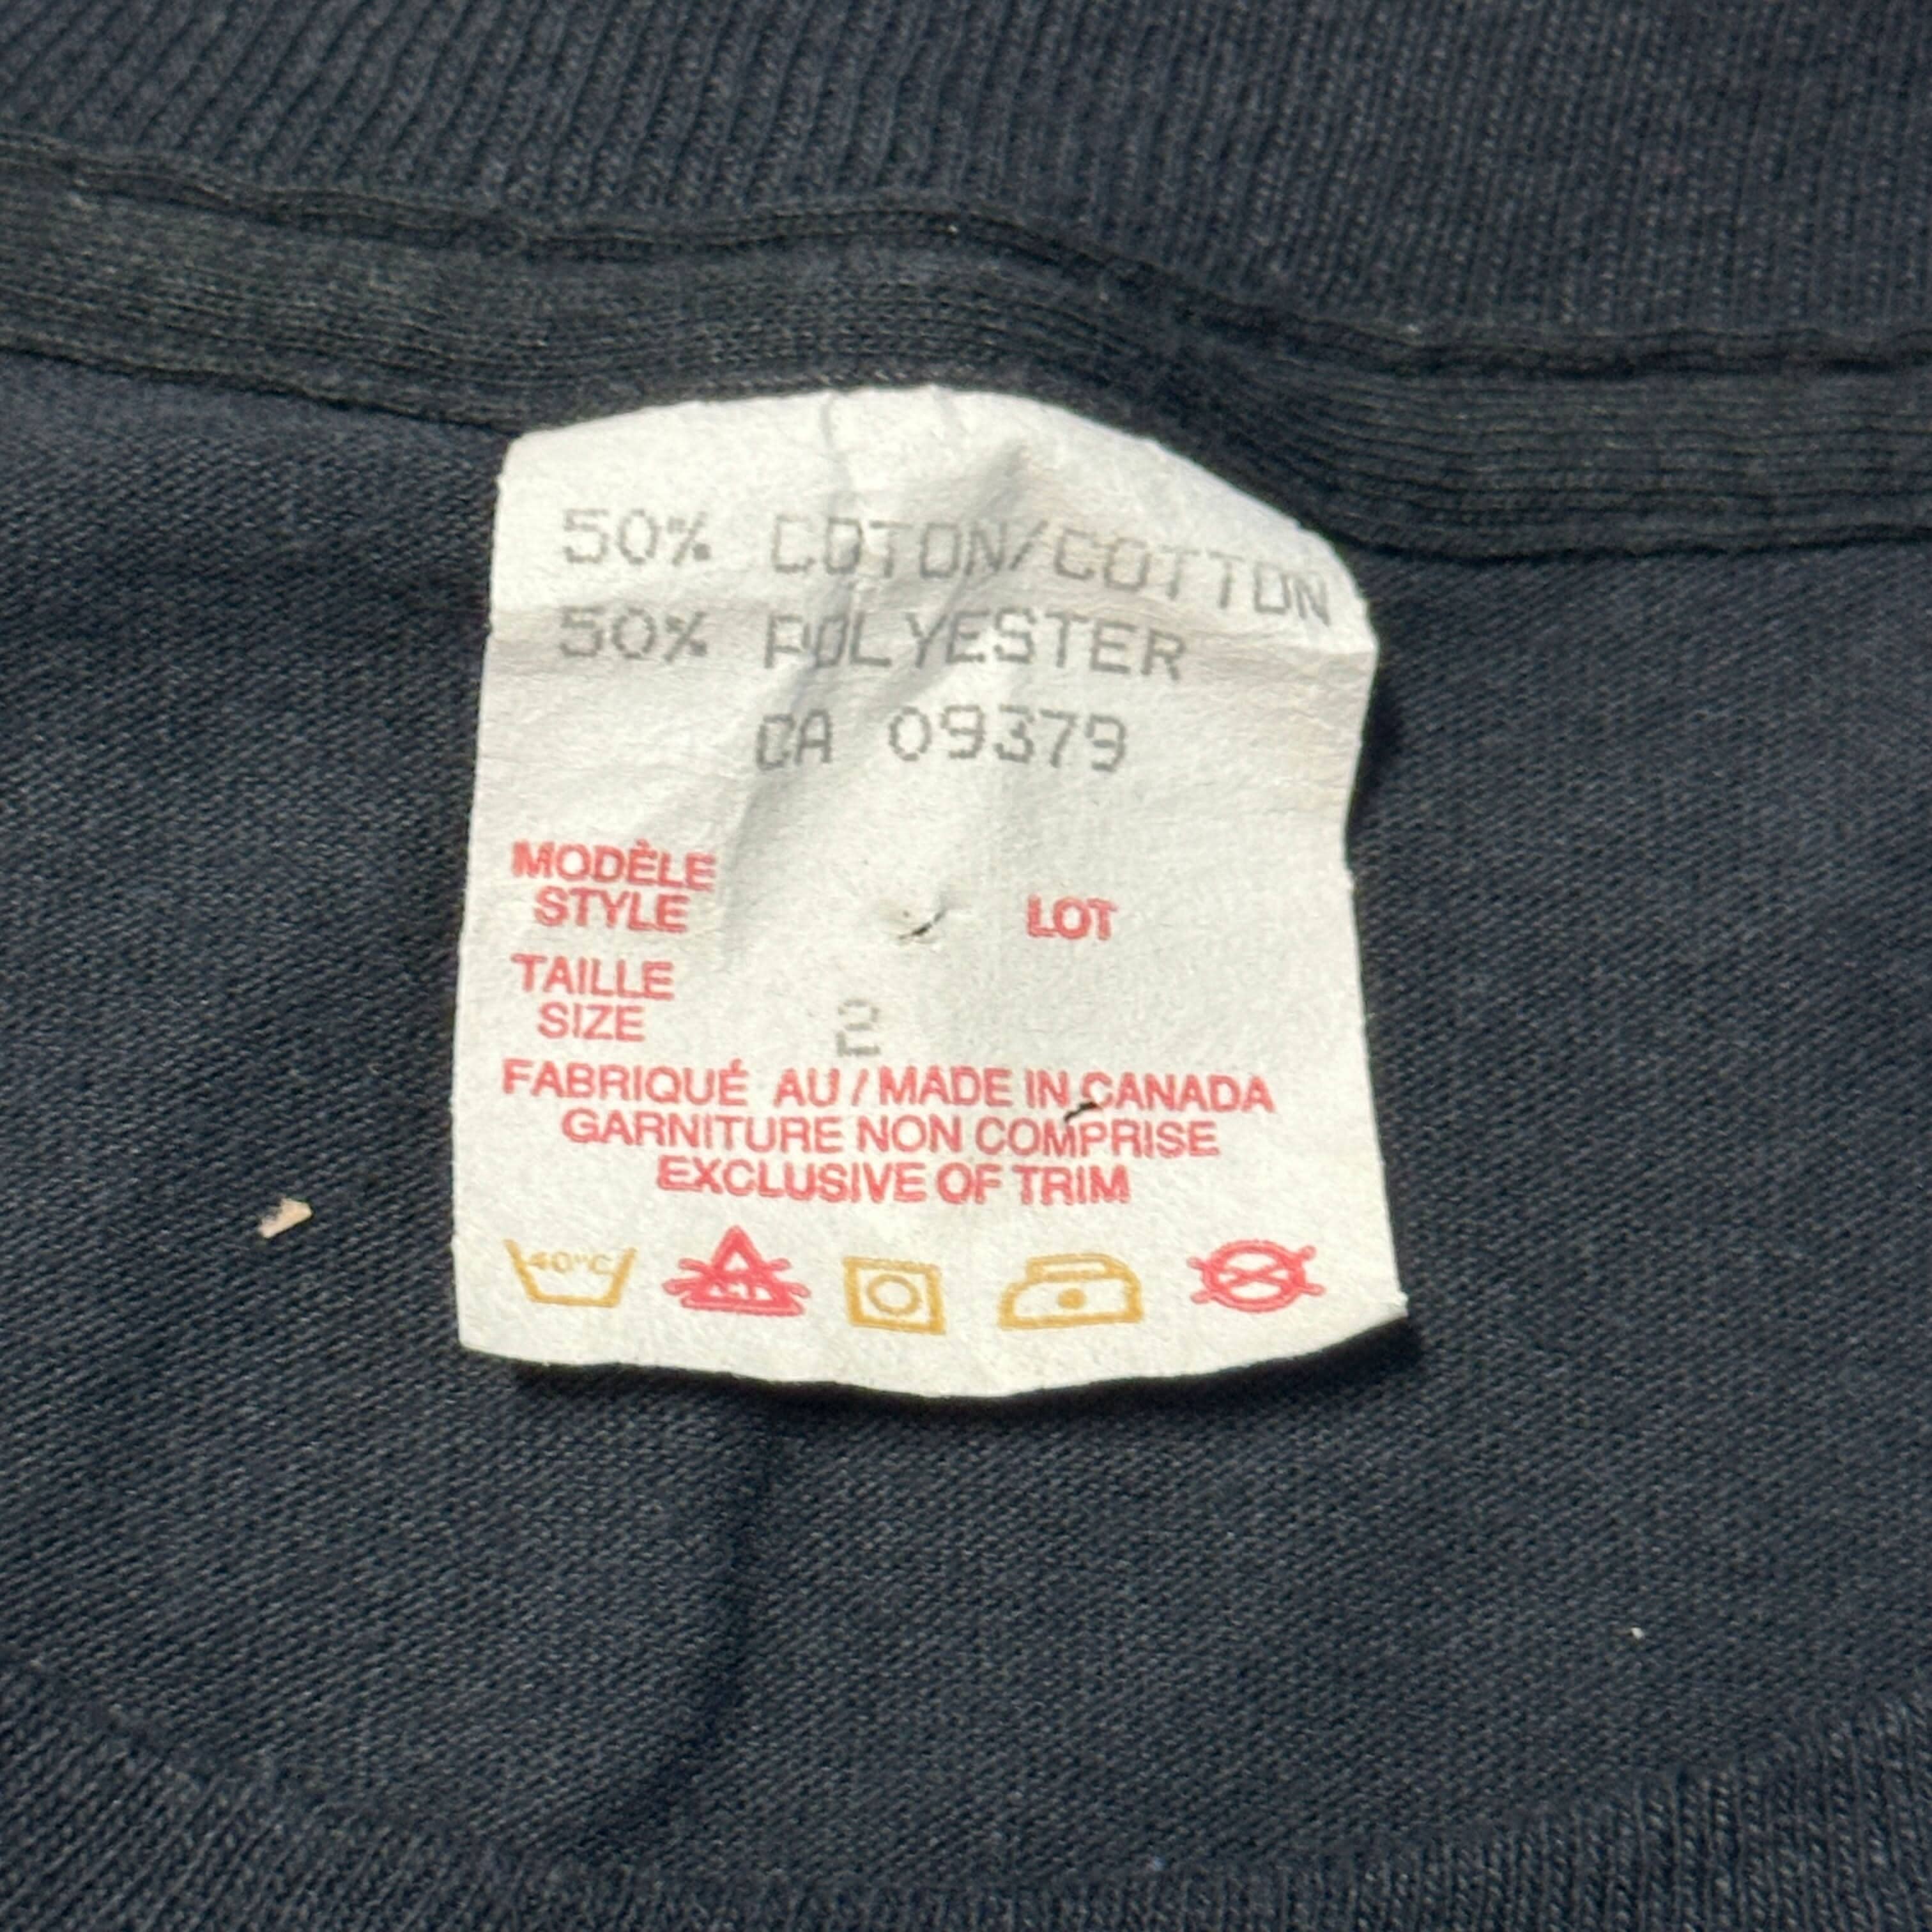 50% COTON/COTTON
50% POLYESTER
CA 09379
MODÈLE
STYLE
LOT
TAILLE
SIZE
2
FABRIQUÉ AU / MADE IN CANADA
GARNITURE NON COMPRISE
EXCLUSIVE OF TRIM
40°C